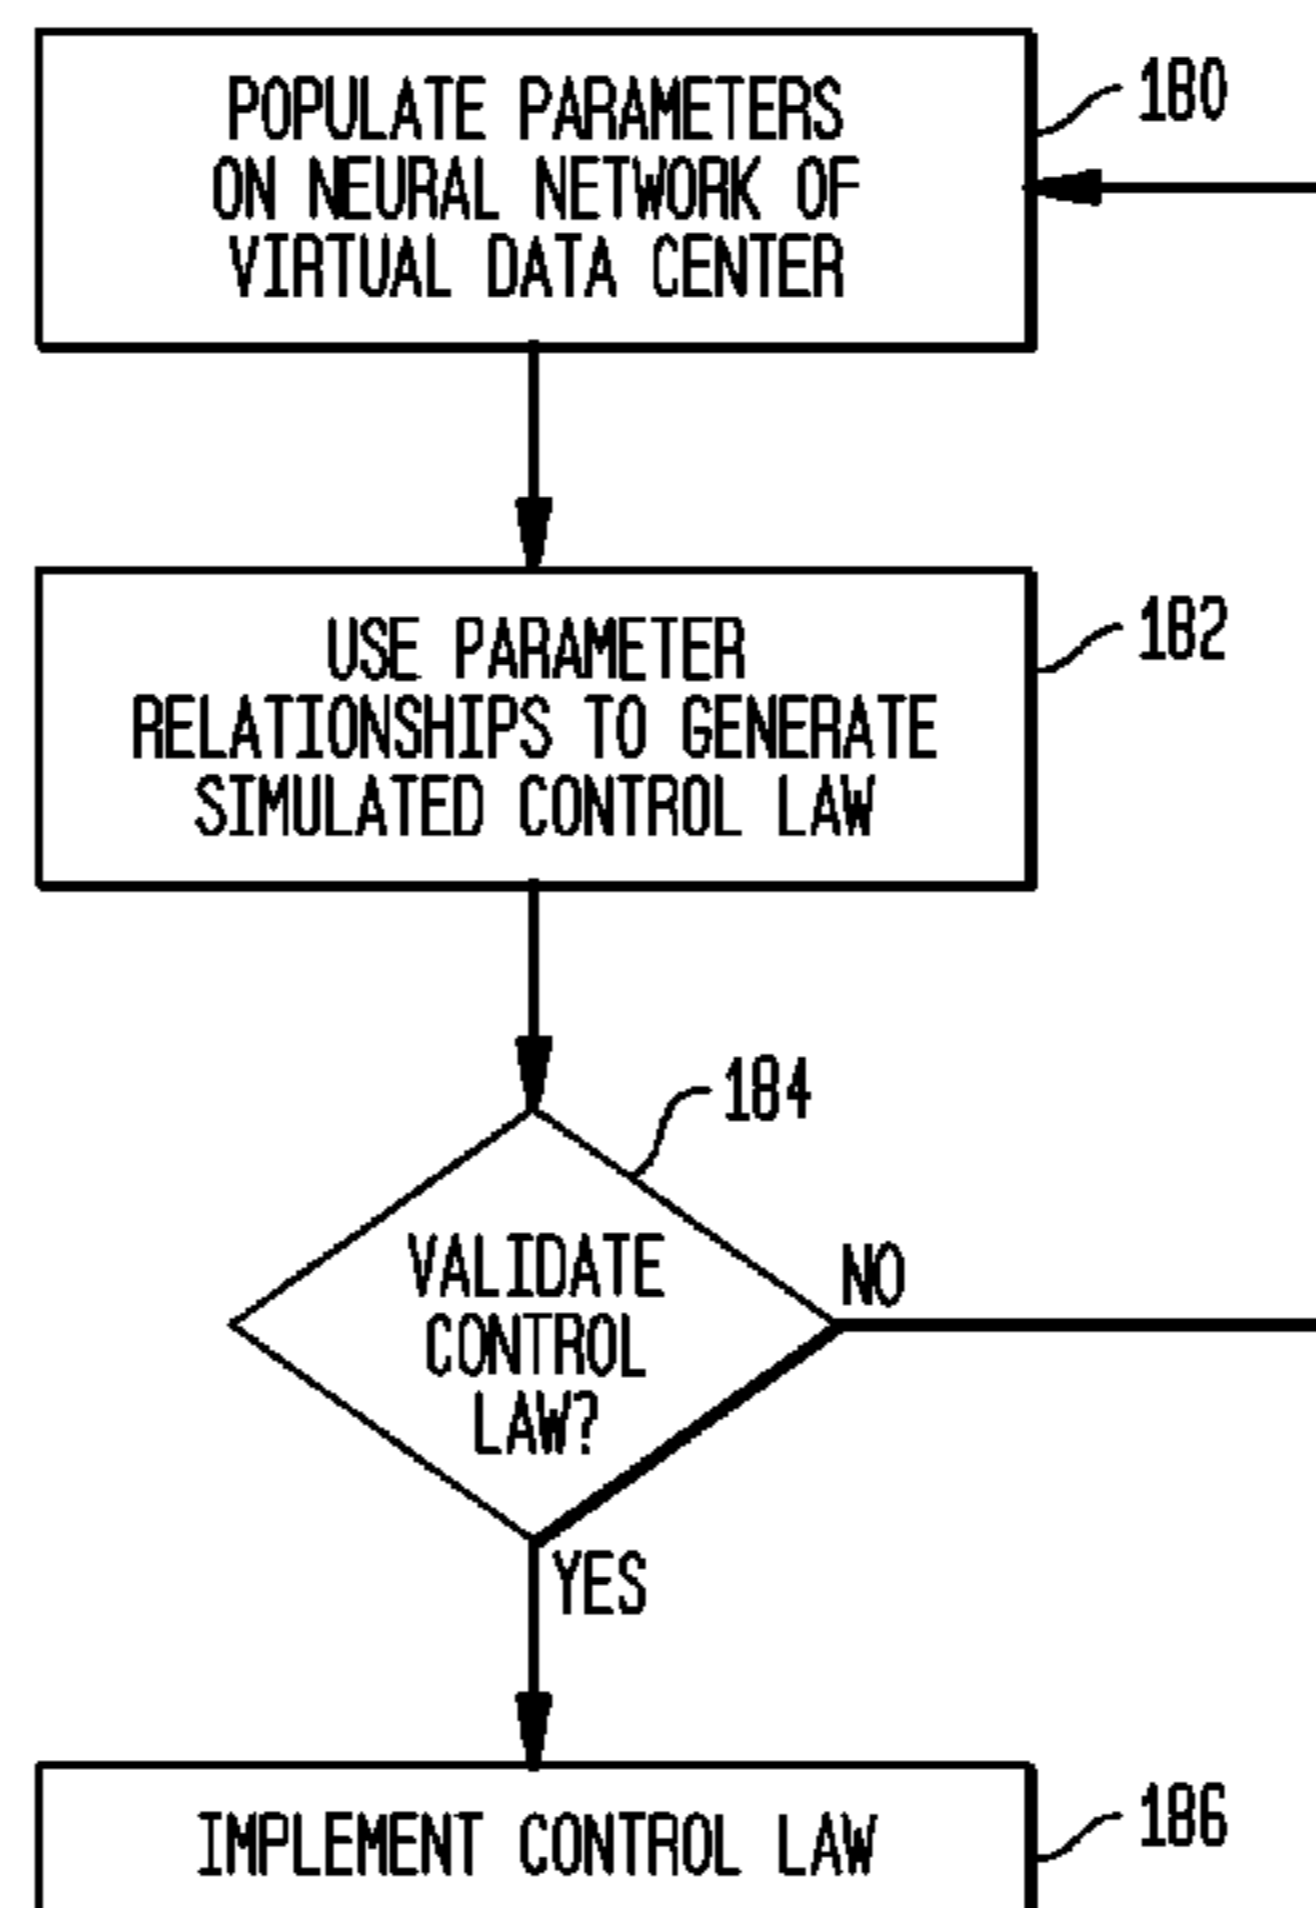 POPULATE PARAMETERS
ON NEURAL NETWORK OF
VIRTUAL DATA CENTER
180
USE PARAMETER
RELATIONSHIPS TO GENERATE
SIMULATED CONTROL LAW
182
184
VALIDATE
CONTROL
LAW?
NO
YES
IMPLEMENT CONTROL LAW
186